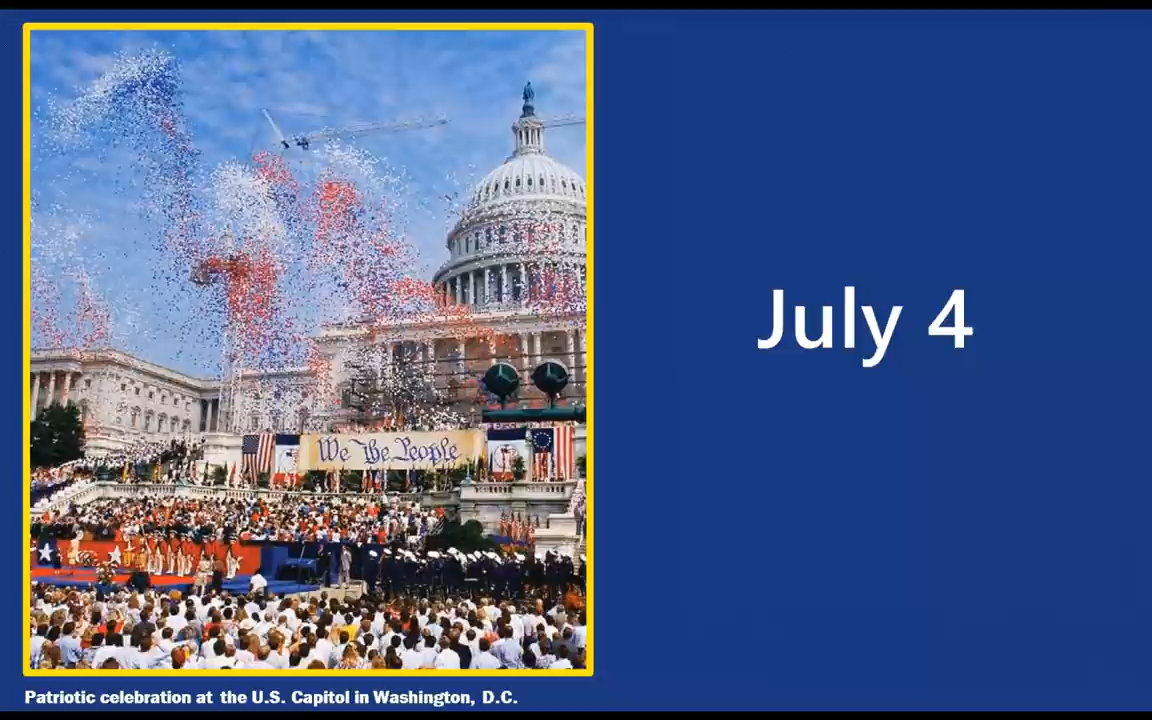 July 4
We The People
Patriotic celebration at the U.S. Capitol in Washington, D.C.